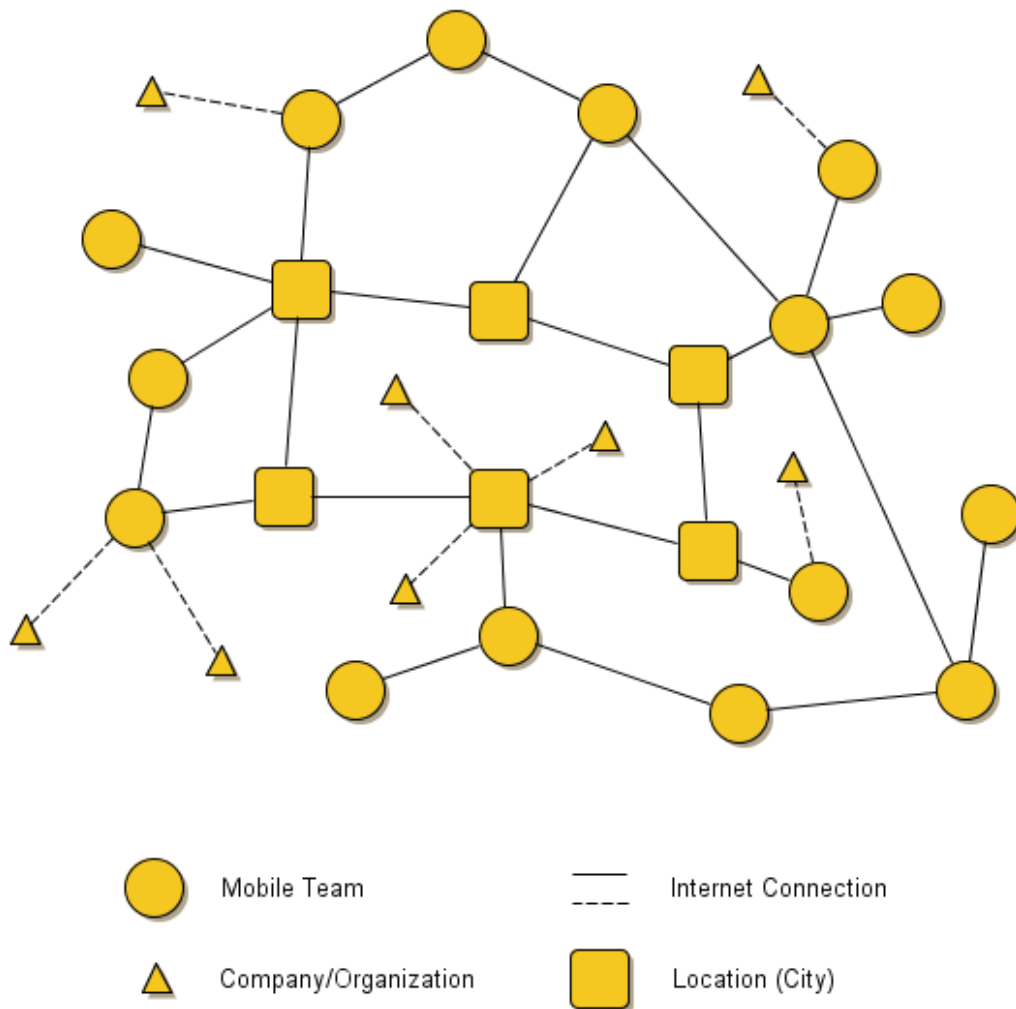 Mobile Team
Internet Connection
Company/Organization
Location (City)